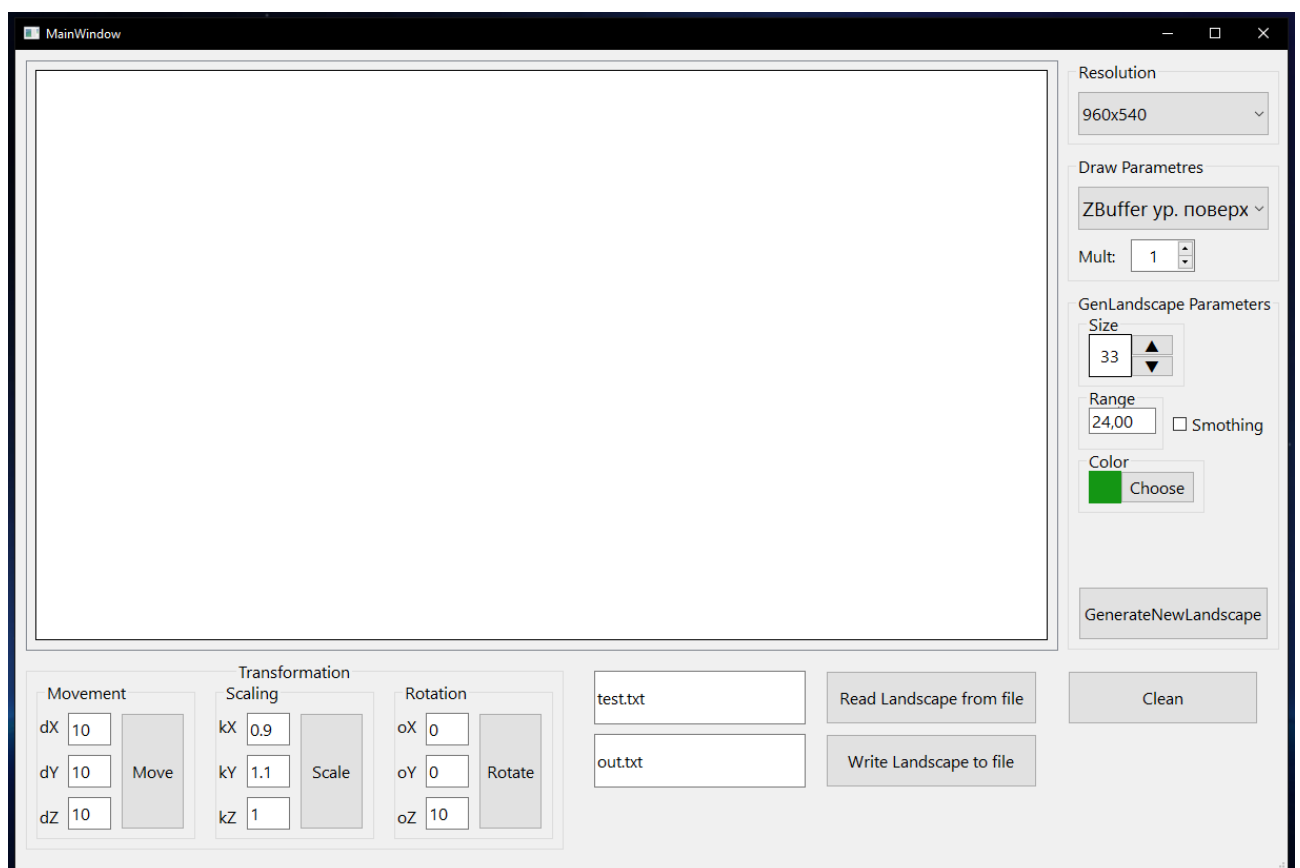 MainWindow
Resolution
960x540
Draw Parametres
ZBuffer ур. поверх
Mult: 1
GenLandscape Parameters
Size
33
Range
24,00
Smothing
Color
Choose
GenerateNewLandscape
Transformation
Movement
Scaling
Rotation
dX 10
dY 10
dZ 10
Move
kX 0.9
kY 1.1
kZ 1
Scale
oX 0
oY 0
oZ 10
Rotate
test.txt
Read Landscape from file
Clean
out.txt
Write Landscape to file